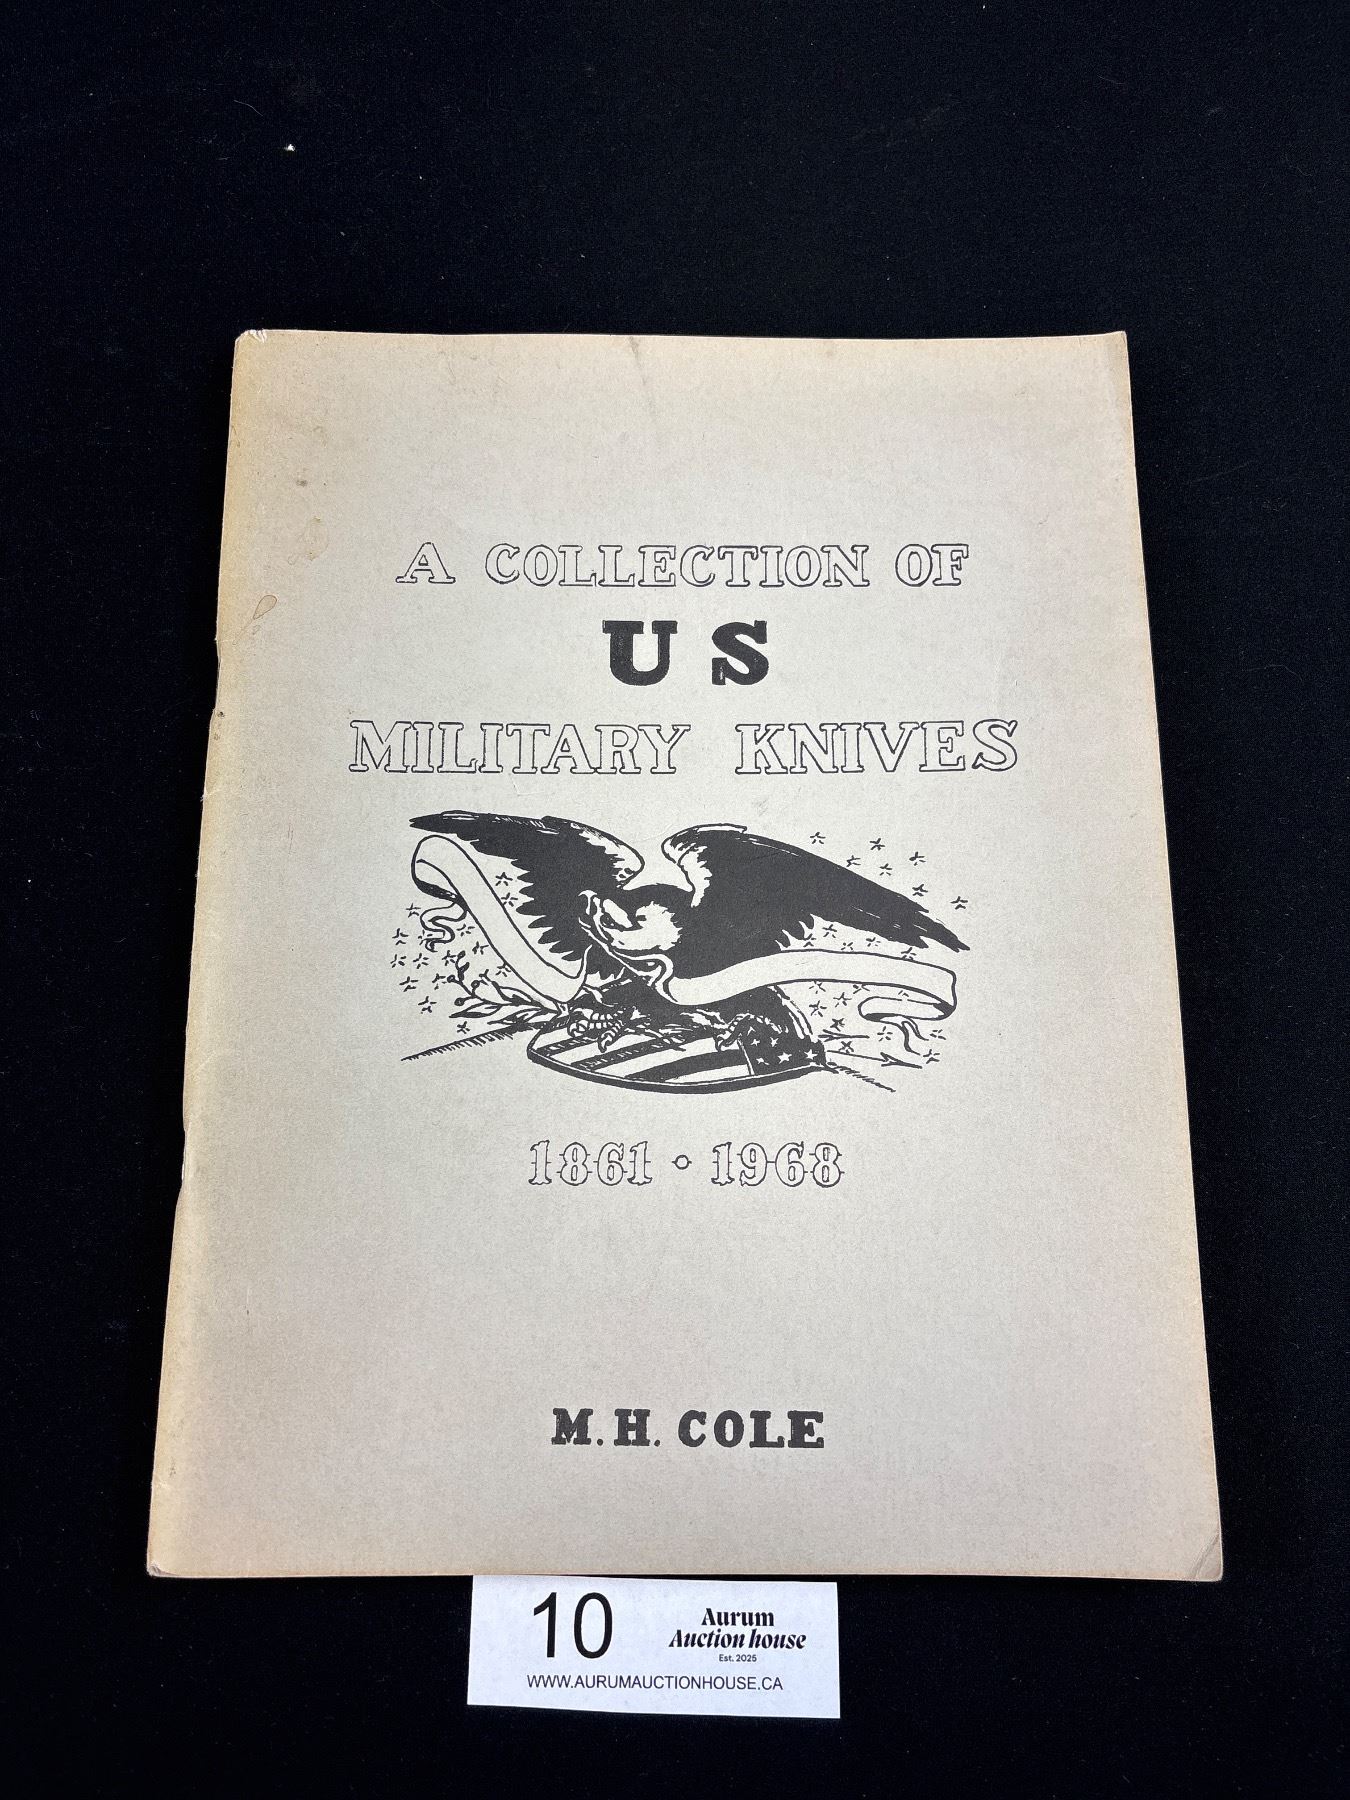 A COLLECTION OF
US
MILITARY KNIVES
1861 • 1968
M. H. COLE
10
Aurum
Auction house
Est. 2025
WWW.AURUMAUCTIONHOUSE.CA